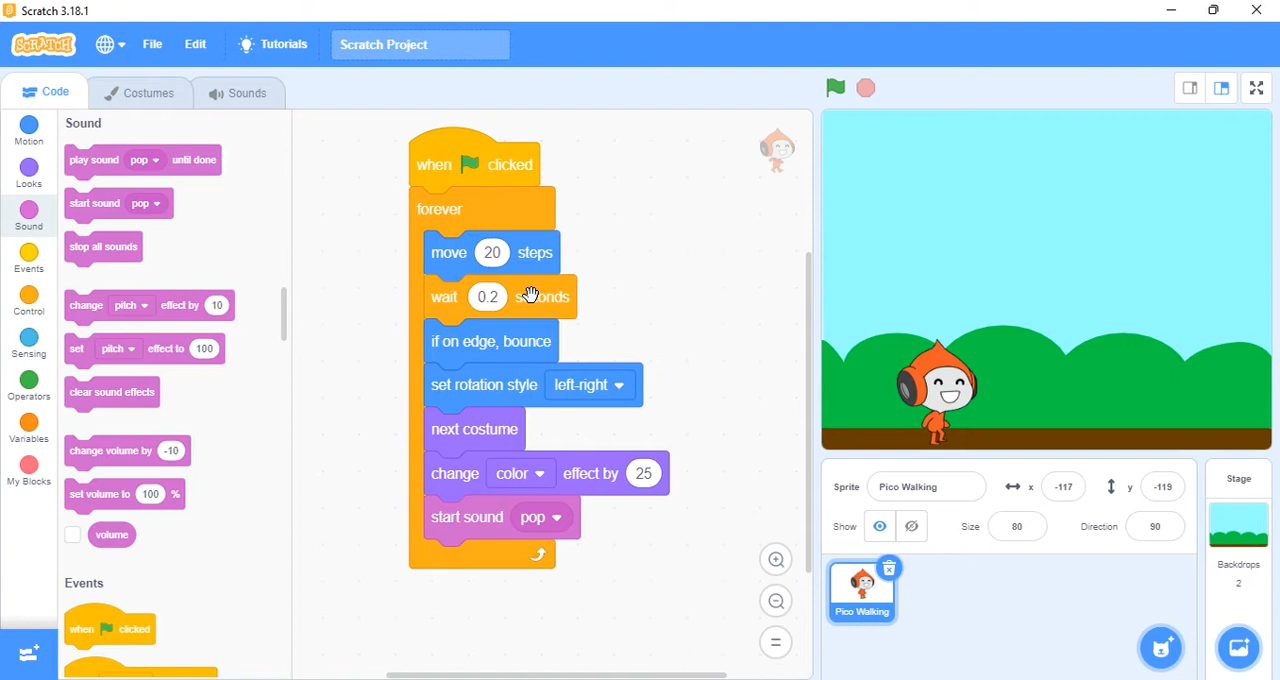 Scratch 3.18.1
SCRATCH File Edit Tutorials Scratch Project
Code Costumes Sounds
Motion
Looks
Sound
Events
Control
Sensing
Operators
Variables
My Blocks
Sound
play sound pop until done
start sound pop
stop all sounds
change pitch effect by 10
set pitch effect to 100
clear sound effects
change volume by -10
set volume to 100 %
volume
Events
when clicked
when clicked
forever
move 20 steps
wait 0.2 seconds
if on edge, bounce
set rotation style left-right
next costume
change color effect by 25
start sound pop
Sprite Pico Walking x -117 y -119
Show Size 80 Direction 90
Pico Walking
Stage
Backdrops
2